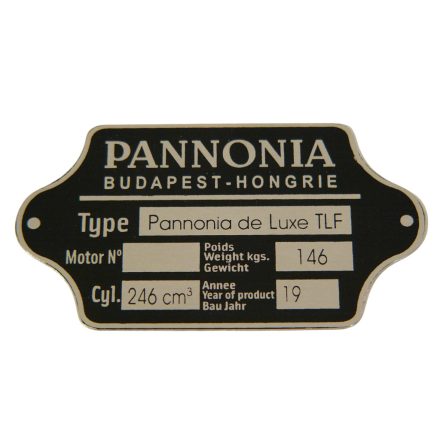 PANNONIA
BUDAPEST-HONGRIE
Type Pannonia de Luxe TLF
Motor Nº
Poids
Weight kgs. 146
Gewicht
Cyl. 246 cm³
Annee
Year of product 19
Bau Jahr